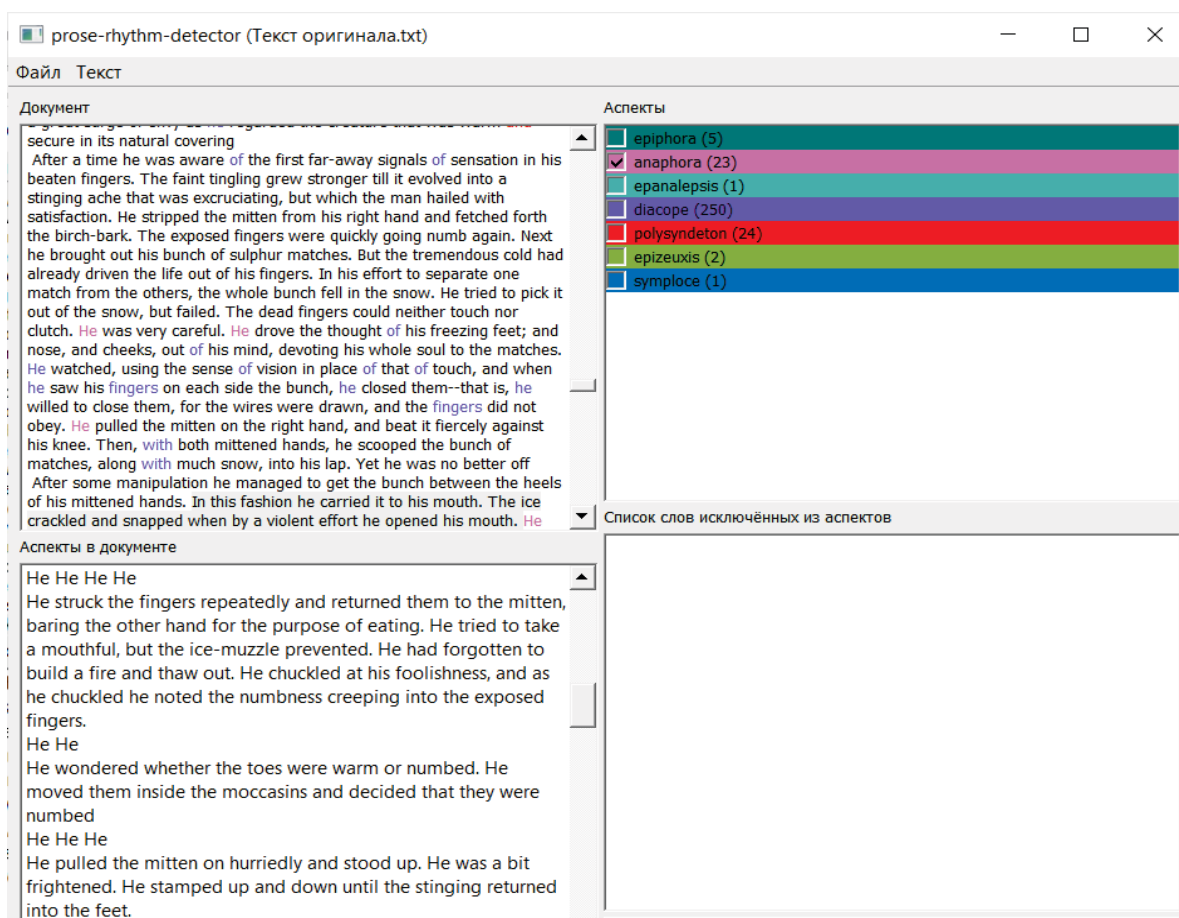 prose-rhythm-detector (Текст оригинала.txt)
Файл Текст
Документ
secure in its natural covering
After a time he was aware of the first far-away signals of sensation in his
beaten fingers. The faint tingling grew stronger till it evolved into a
stinging ache that was excruciating, but which the man hailed with
satisfaction. He stripped the mitten from his right hand and fetched forth
the birch-bark. The exposed fingers were quickly going numb again. Next
he brought out his bunch of sulphur matches. But the tremendous cold had
already driven the life out of his fingers. In his effort to separate one
match from the others, the whole bunch fell in the snow. He tried to pick it
out of the snow, but failed. The dead fingers could neither touch nor
clutch. He was very careful. He drove the thought of his freezing feet; and
nose, and cheeks, out of his mind, devoting his whole soul to the matches.
He watched, using the sense of vision in place of that of touch, and when
he saw his fingers on each side the bunch, he closed them--that is, he
willed to close them, for the wires were drawn, and the fingers did not
obey. He pulled the mitten on the right hand, and beat it fiercely against
his knee. Then, with both mittened hands, he scooped the bunch of
matches, along with much snow, into his lap. Yet he was no better off
After some manipulation he managed to get the bunch between the heels
of his mittened hands. In this fashion he carried it to his mouth. The ice
crackled and snapped when by a violent effort he opened his mouth. He
Аспекты в документе
He He He He
He struck the fingers repeatedly and returned them to the mitten,
baring the other hand for the purpose of eating. He tried to take
a mouthful, but the ice-muzzle prevented. He had forgotten to
build a fire and thaw out. He chuckled at his foolishness, and as
he chuckled he noted the numbness creeping into the exposed
fingers.
He He
He wondered whether the toes were warm or numbed. He
moved them inside the moccasins and decided that they were
numbed
He He He
He pulled the mitten on hurriedly and stood up. He was a bit
frightened. He stamped up and down until the stinging returned
into the feet.
Аспекты
epiphora (5)
anaphora (23)
epanalepsis (1)
diacope (250)
polysyndeton (24)
epizeuxis (2)
symploce (1)
Список слов исключённых из аспектов